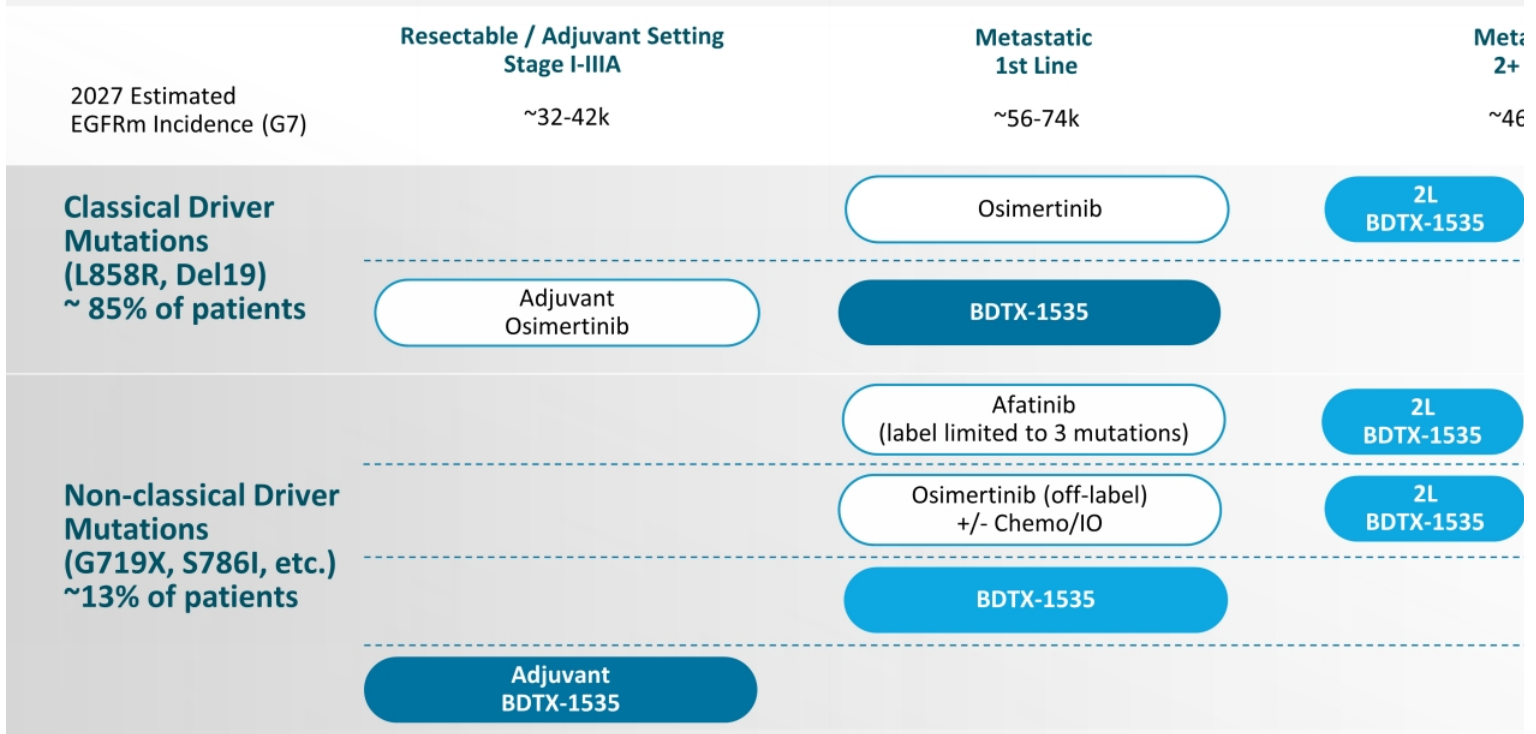 Resectable / Adjuvant Setting
Stage I-IIIA
Metastatic
1st Line
2+
2027 Estimated
EGFRm Incidence (G7)
~32-42k
~56-74k
~46
Classical Driver
Mutations
(L858R, Del19)
~ 85% of patients
Osimertinib
2L
BDTX-1535
Adjuvant
Osimertinib
BDTX-1535
Non-classical Driver
Mutations
(G719X, S786I, etc.)
~13% of patients
Afatinib
(label limited to 3 mutations)
2L
BDTX-1535
Osimertinib (off-label)
+/- Chemo/IO
2L
BDTX-1535
BDTX-1535
Adjuvant
BDTX-1535